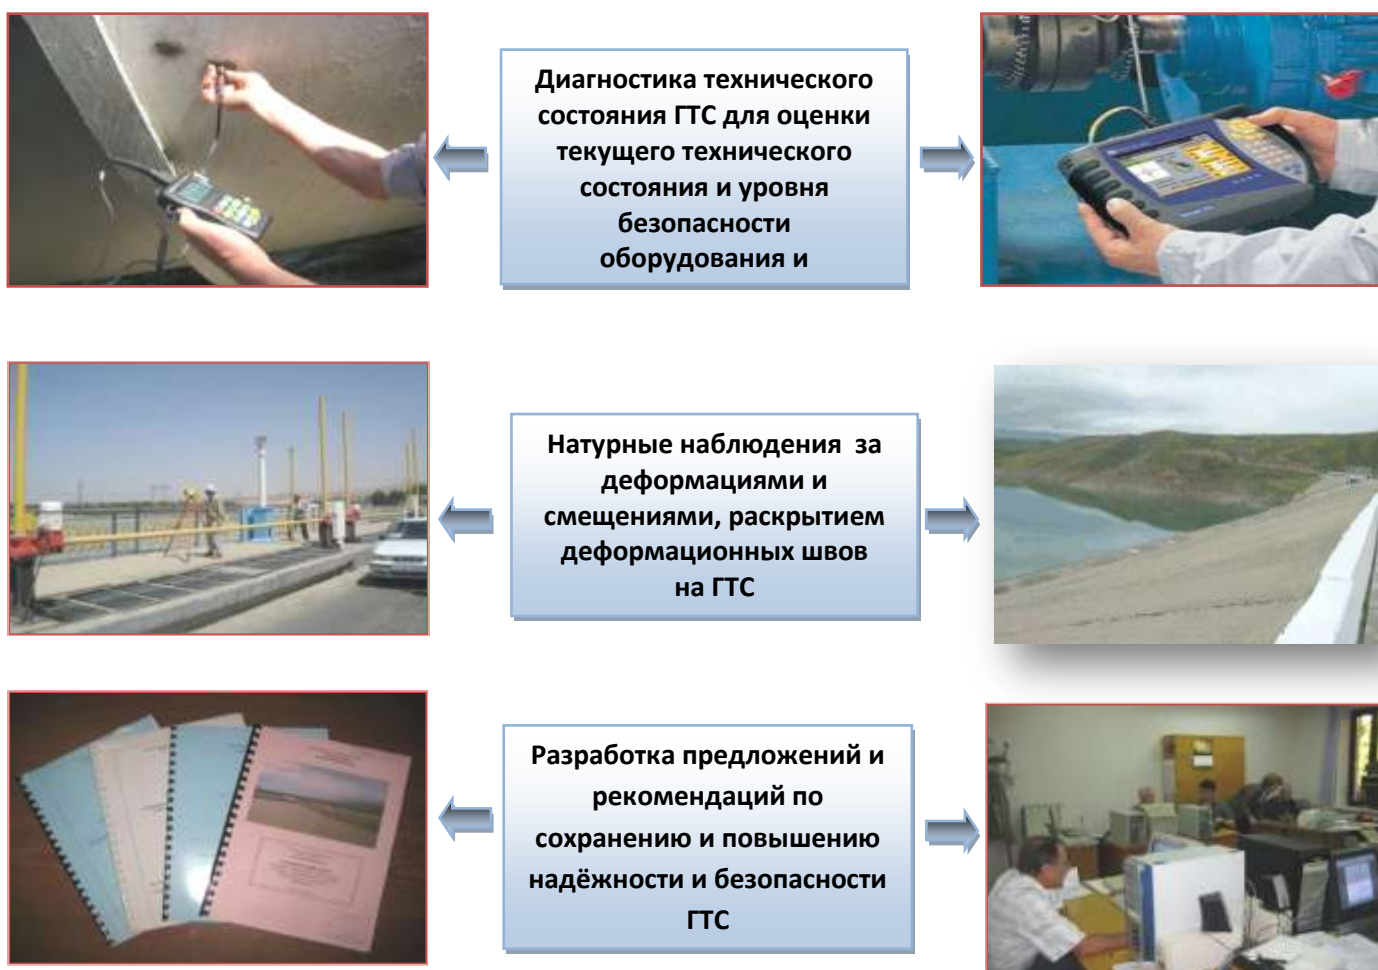 Диагностика технического
состояния ГТС для оценки
текущего технического
состояния и уровня
безопасности
оборудования и
Натурные наблюдения за
деформациями и
смещениями, раскрытием
деформационных швов
на ГТС
Разработка предложений и
рекомендаций по
сохранению и повышению
надёжности и безопасности
ГТС